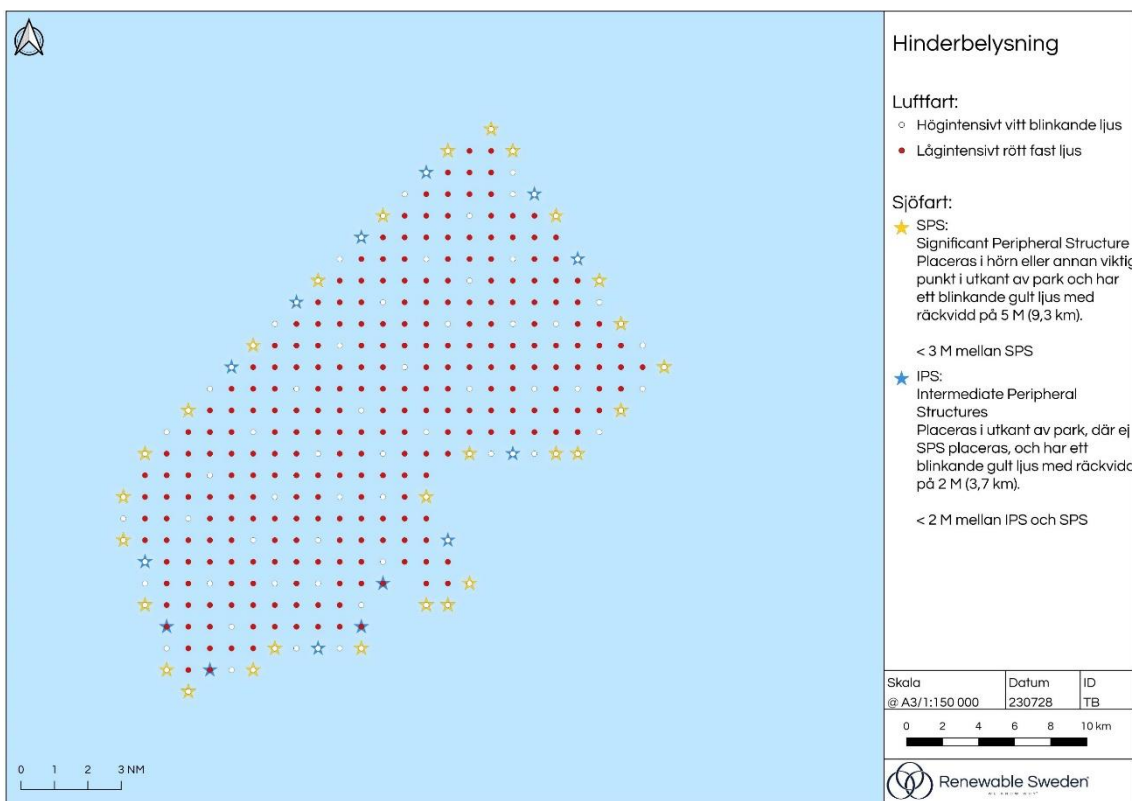 Hinderbelysning
Luftfart:
Högintensivt vitt blinkande ljus
Lågintensivt rött fast ljus
Sjöfart:
SPS:
Significant Peripheral Structure
Placeras i hörn eller annan viktig
punkt i utkant av park och har
ett blinkande gult ljus med
räckvidd på 5 M (9,3 km).
< 3 M mellan SPS
IPS:
Intermediate Peripheral
Structures
Placeras i utkant av park, där ej
SPS placeras, och har ett
blinkande gult ljus med räckvidd
på 2 M (3,7 km).
< 2 M mellan IPS och SPS
Skala Datum ID
@ A3/1:150 000 230728 TB
0 2 4 6 8 10 km
0 1 2 3 NM
Renewable Sweden